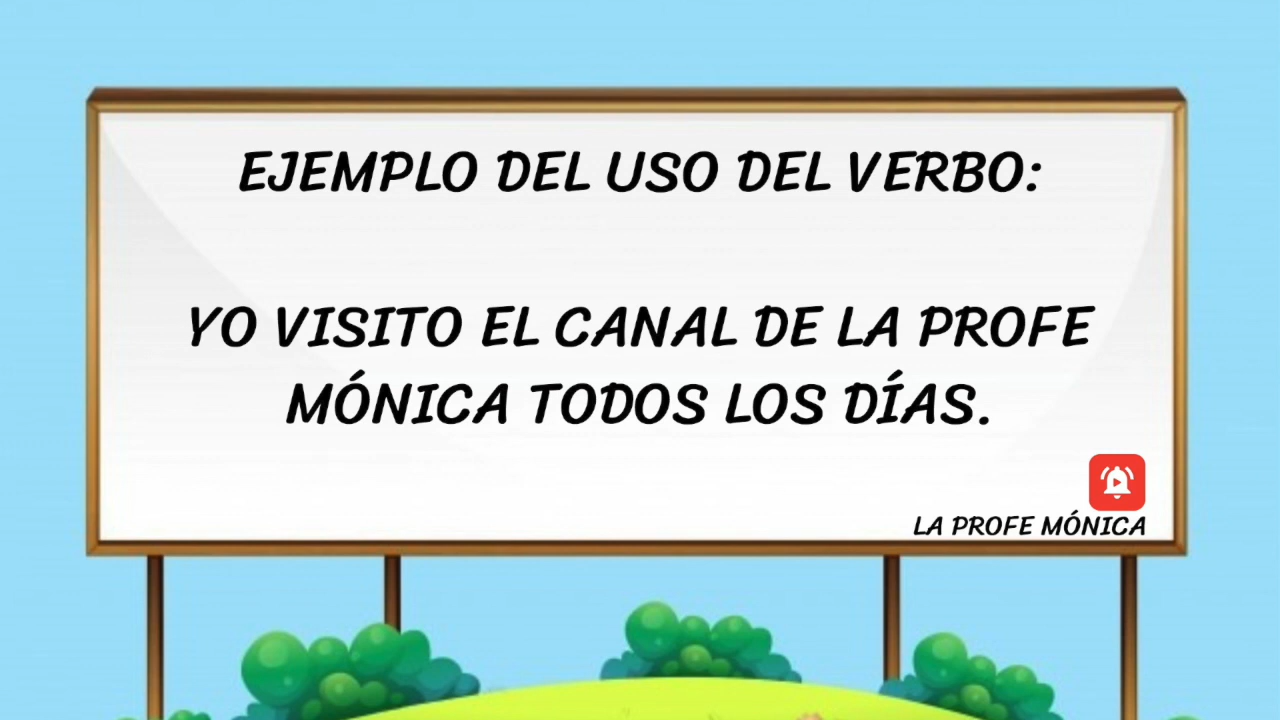 EJEMPLO DEL USO DEL VERBO:
YO VISITO EL CANAL DE LA PROFE
MÓNICA TODOS LOS DÍAS.
LA PROFE MÓNICA